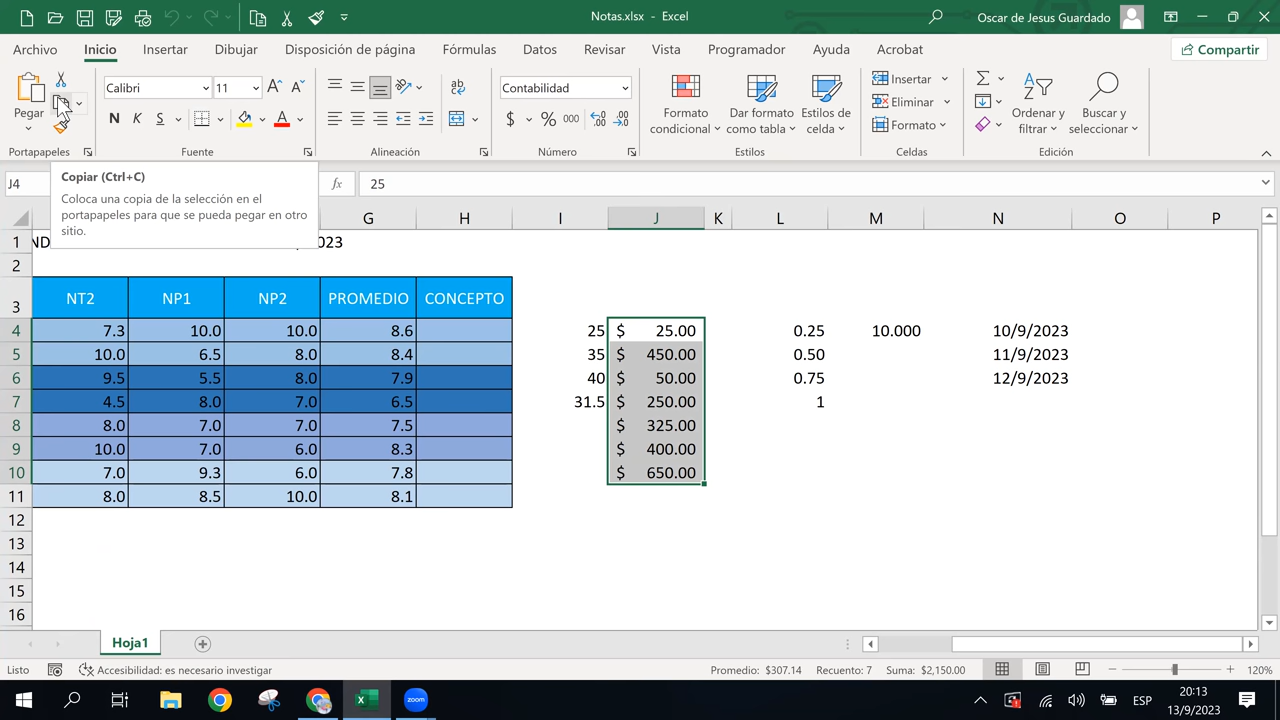 Notas.xlsx - Excel
Oscar de Jesus Guardado
Archivo Inicio Insertar Dibujar Disposición de página Fórmulas Datos Revisar Vista Programador Ayuda Acrobat Compartir
Pegar
Calibri 11
N K S
ab
Contabilidad
$ % 000
Formato condicional
Dar formato como tabla
Estilos de celda
Insertar
Eliminar
Formato
Ordenar y filtrar
Buscar y seleccionar
Portapapeles Fuente Alineación Número Estilos Celdas Edición
J4 fx 25
Copiar (Ctrl+C)
Coloca una copia de la selección en el
portapapeles para que se pueda pegar en otro
sitio.
G H I J K L M N O P
1 023
2
3 NT2 NP1 NP2 PROMEDIO CONCEPTO
4 7.3 10.0 10.0 8.6 25 $ 25.00 0.25 10.000 10/9/2023
5 10.0 6.5 8.0 8.4 35 $ 450.00 0.50 11/9/2023
6 9.5 5.5 8.0 7.9 40 $ 50.00 0.75 12/9/2023
7 4.5 8.0 7.0 6.5 31.5 $ 250.00 1
8 8.0 7.0 7.0 7.5 $ 325.00
9 10.0 7.0 6.0 8.3 $ 400.00
10 7.0 9.3 6.0 7.8 $ 650.00
11 8.0 8.5 10.0 8.1
12
13
14
15
16
Hoja1
Listo Accesibilidad: es necesario investigar Promedio: $307.14 Recuento: 7 Suma: $2,150.00 120%
zoom
ESP
20:13
13/9/2023